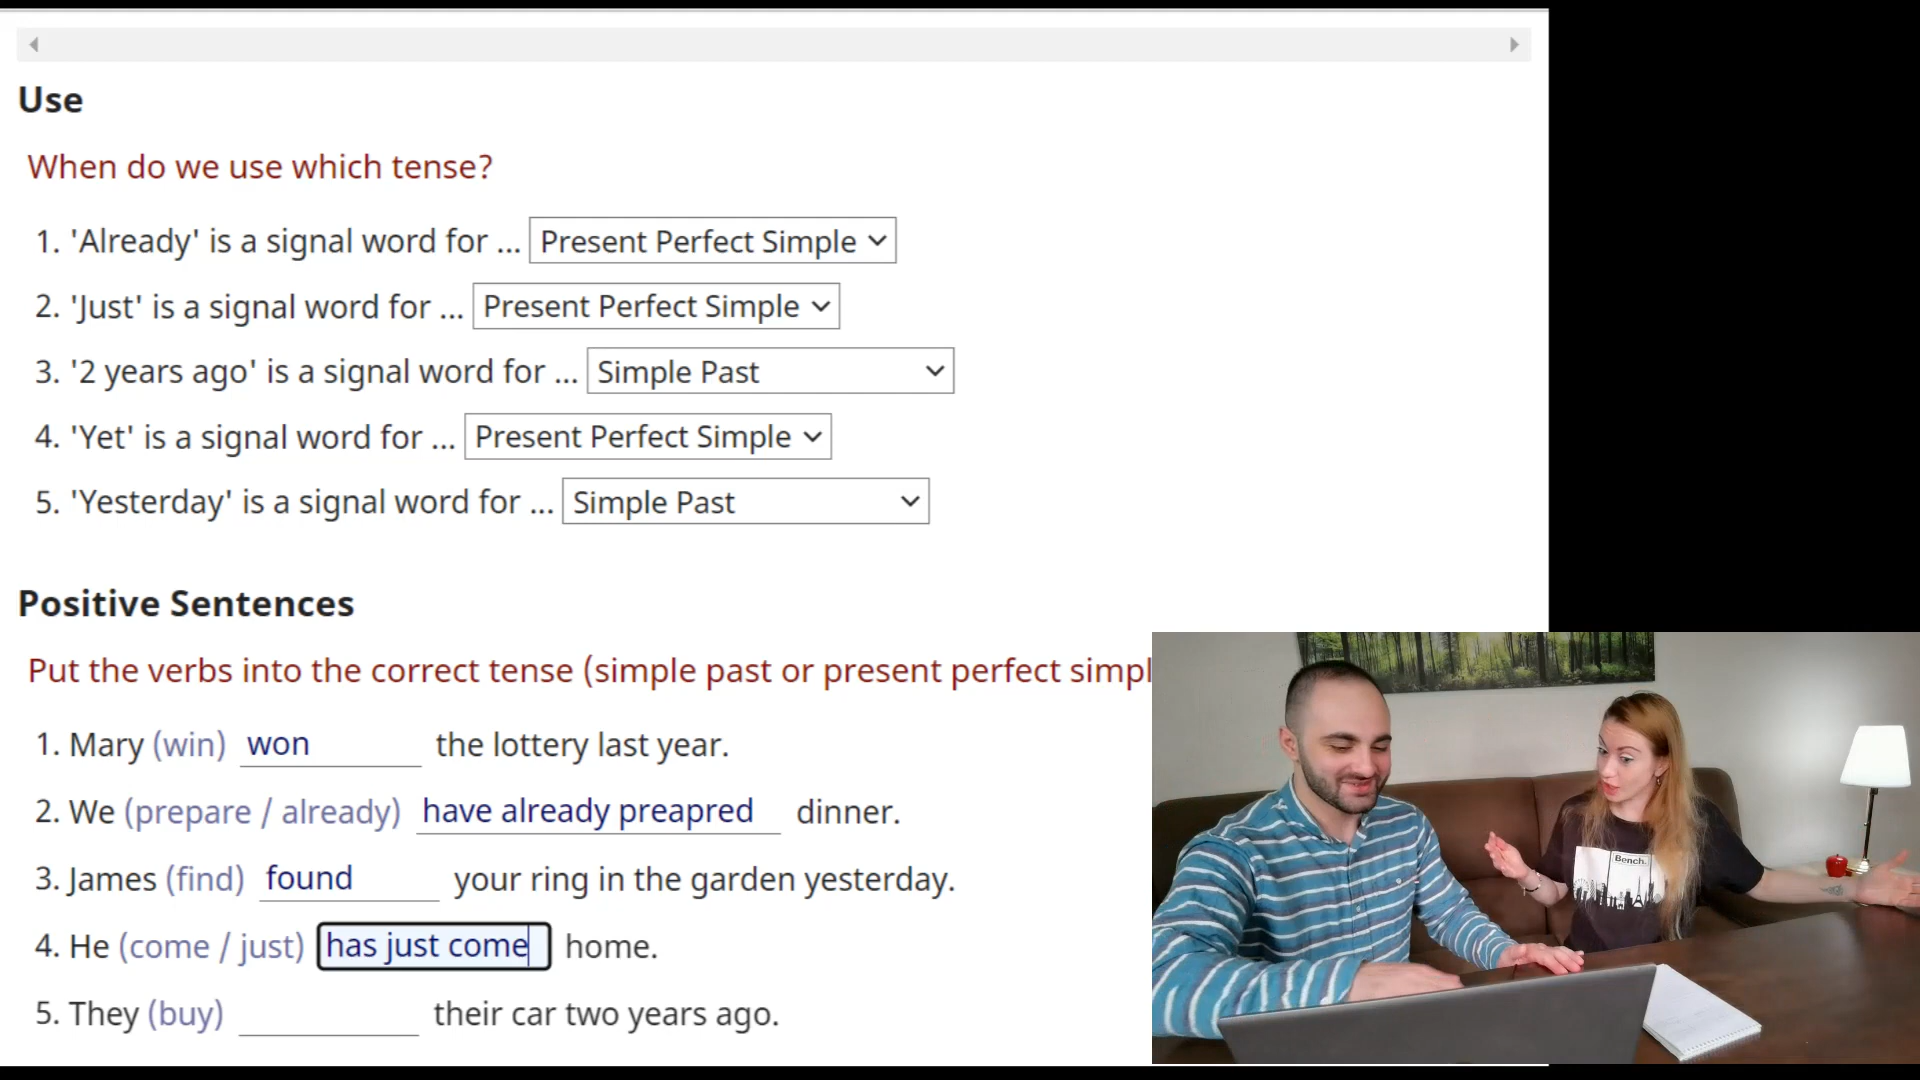 Use
When do we use which tense?
1. 'Already' is a signal word for ... Present Perfect Simple
2. 'Just' is a signal word for ... Present Perfect Simple
3. '2 years ago' is a signal word for ... Simple Past
4. 'Yet' is a signal word for ... Present Perfect Simple
5. 'Yesterday' is a signal word for ... Simple Past
Positive Sentences
Put the verbs into the correct tense (simple past or present perfect simpl
1. Mary (win) won the lottery last year.
2. We (prepare / already) have already preapred dinner.
3. James (find) found your ring in the garden yesterday.
4. He (come / just) has just come home.
5. They (buy) their car two years ago.
Bench.